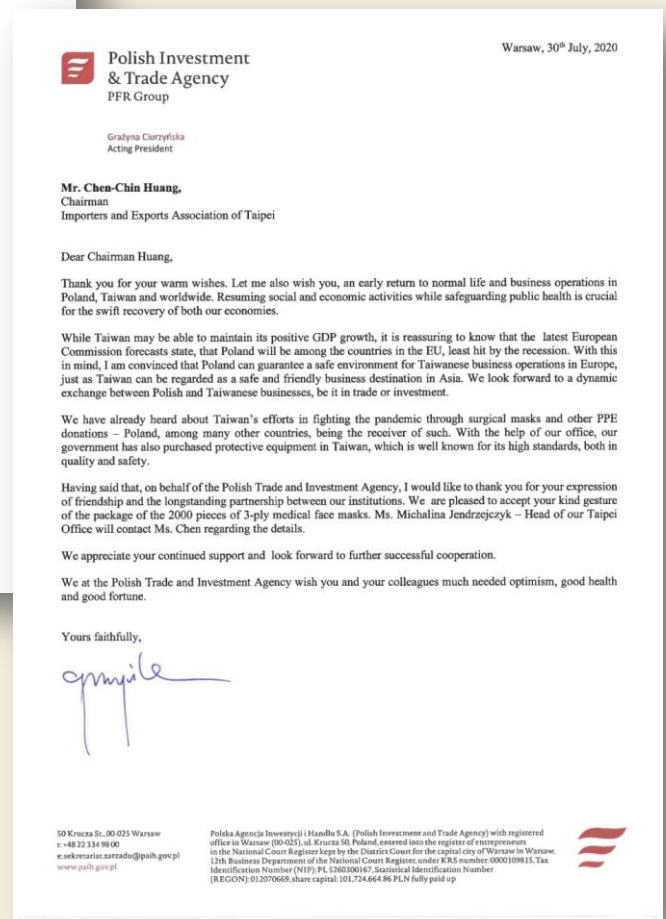 Warsaw, 30th July, 2020
Polish Investment
& Trade Agency
PFR Group
Grażyna Ciurzyńska
Acting President
Mr. Chen-Chin Huang,
Chairman
Importers and Exports Association of Taipei
Dear Chairman Huang,
Thank you for your warm wishes. Let me also wish you, an early return to normal life and business operations in
Poland, Taiwan and worldwide. Resuming social and economic activities while safeguarding public health is crucial
for the swift recovery of both our economies.
While Taiwan may be able to maintain its positive GDP growth, it is reassuring to know that the latest European
Commission forecasts state, that Poland will be among the countries in the EU, least hit by the recession. With this
in mind, I am convinced that Poland can guarantee a safe environment for Taiwanese business operations in Europe,
just as Taiwan can be regarded as a safe and friendly business destination in Asia. We look forward to a dynamic
exchange between Polish and Taiwanese businesses, be it in trade or investment.
We have already heard about Taiwan's efforts in fighting the pandemic through surgical masks and other PPE
donations – Poland, among many other countries, being the receiver of such. With the help of our office, our
government has also purchased protective equipment in Taiwan, which is well known for its high standards, both in
quality and safety.
Having said that, on behalf of the Polish Trade and Investment Agency, I would like to thank you for your expression
of friendship and the longstanding partnership between our institutions. We are pleased to accept your kind gesture
of the package of the 2000 pieces of 3-ply medical face masks. Ms. Michalina Jendrzejczyk – Head of our Taipei
Office will contact Ms. Chen regarding the details.
We appreciate your continued support and look forward to further successful cooperation.
We at the Polish Trade and Investment Agency wish you and your colleagues much needed optimism, good health
and good fortune.
Yours faithfully,
50 Krucza St., 00-025 Warsaw
t: +48 22 334 98 00
e: sekretariat.zarzadu@paih.gov.pl
www.paih.gov.pl
Polska Agencja Inwestycji i Handlu S.A. (Polish Investment and Trade Agency) with registered
office in Warsaw (00-025), ul. Krucza 50, Poland, entered into the register of entrepreneurs
in the National Court Register kept by the District Court for the capital city of Warsaw in Warsaw,
12th Business Department of the National Court Register, under KRS number: 0000109815, Tax
Identification Number (NIP): PL 5260300167, Statistical Identification Number
(REGON): 012070669, share capital: 101,724,664.86 PLN fully paid up